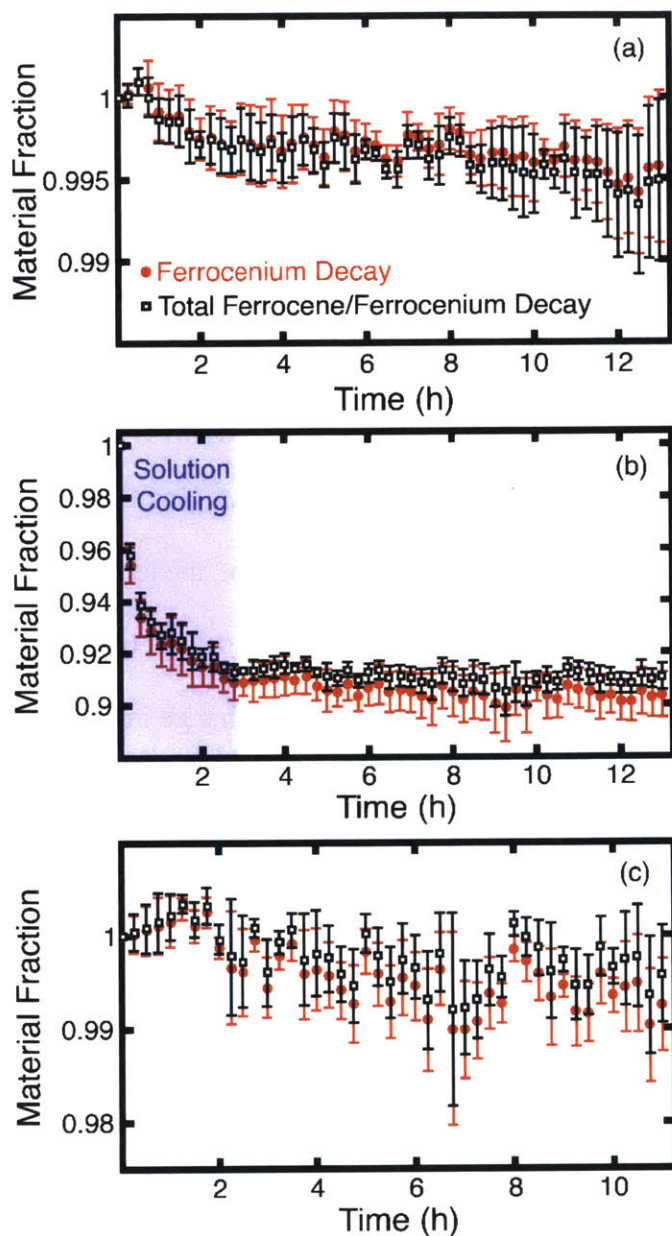 (a)
Material Fraction
1
0.995
0.99
Ferrocenium Decay
Total Ferrocene/Ferrocenium Decay
2 4 6 8 10 12
Time (h)
(b)
Solution
Cooling
Material Fraction
1
0.98
0.96
0.94
0.92
0.9
2 4 6 8 10 12
Time (h)
(c)
Material Fraction
1
0.99
0.98
2 4 6 8 10
Time (h)